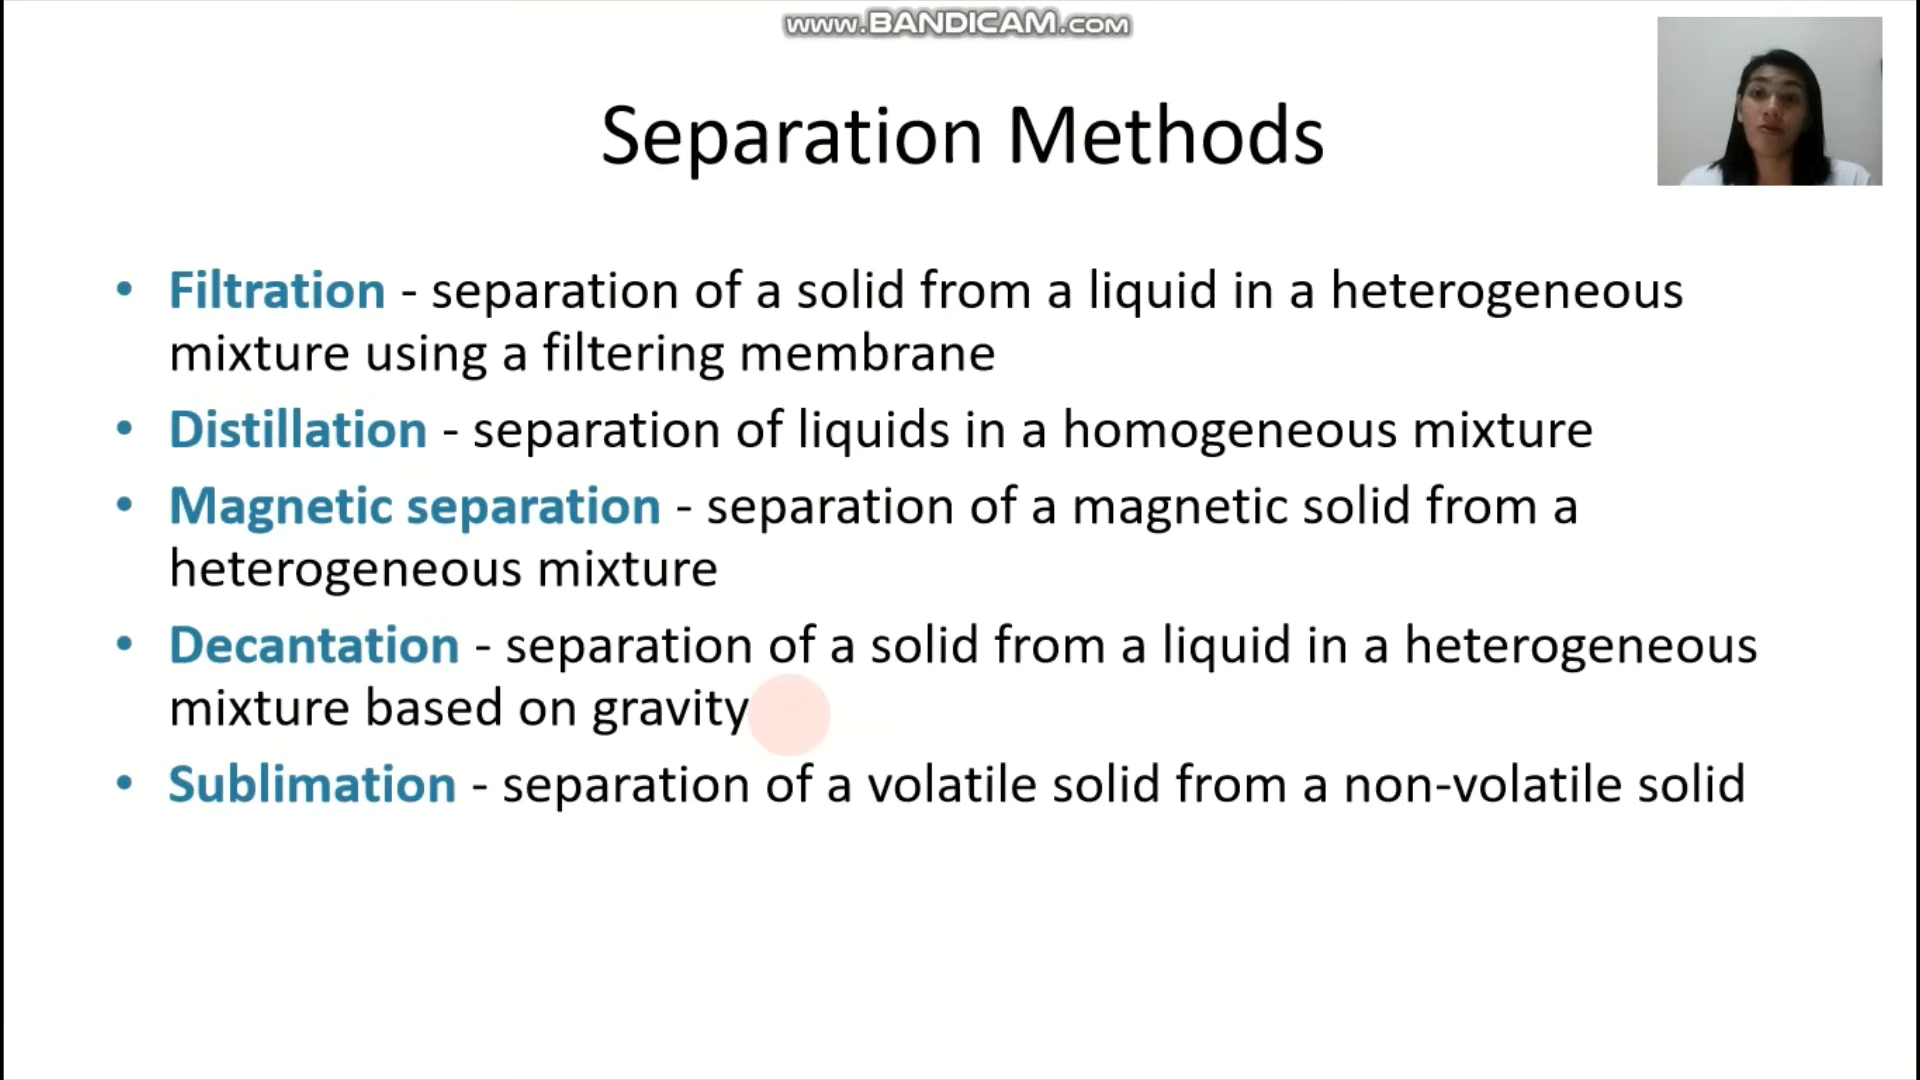 www.BANDICAM.com
Separation Methods
• Filtration - separation of a solid from a liquid in a heterogeneous
mixture using a filtering membrane
• Distillation - separation of liquids in a homogeneous mixture
• Magnetic separation - separation of a magnetic solid from a
heterogeneous mixture
• Decantation - separation of a solid from a liquid in a heterogeneous
mixture based on gravity
• Sublimation - separation of a volatile solid from a non-volatile solid